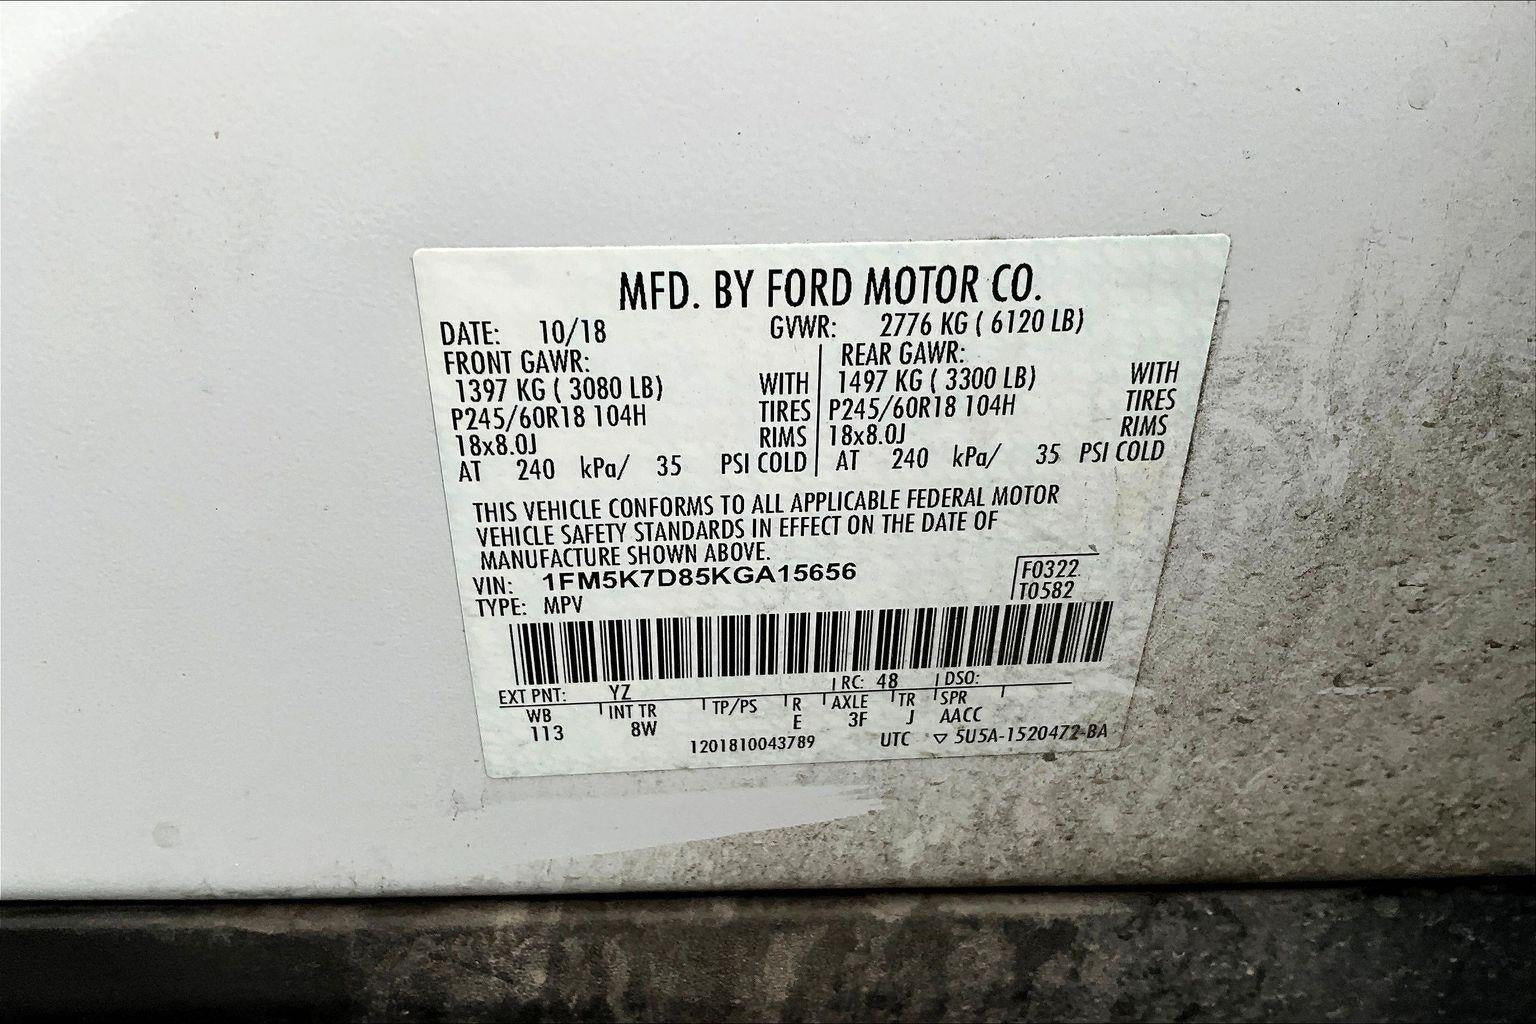 MFD. BY FORD MOTOR CO.
DATE: 10/18 GVWR: 2776 KG ( 6120 LB)
FRONT GAWR: REAR GAWR:
1397 KG ( 3080 LB) WITH 1497 KG ( 3300 LB) WITH
P245/60R18 104H TIRES P245/60R18 104H TIRES
18x8.0J RIMS 18x8.0J RIMS
AT 240 kPa/ 35 PSI COLD AT 240 kPa/ 35 PSI COLD
THIS VEHICLE CONFORMS TO ALL APPLICABLE FEDERAL MOTOR
VEHICLE SAFETY STANDARDS IN EFFECT ON THE DATE OF
MANUFACTURE SHOWN ABOVE.
VIN: 1FM5K7D85KGA15656 F0322
TYPE: MPV T0582
EXT PNT: YZ RC: 48 DSO:
WB INT TR TP/PS R AXLE TR SPR
113 8W E 3F J AACC
1201810043789 UTC ▽ 5U5A-1520472-BA